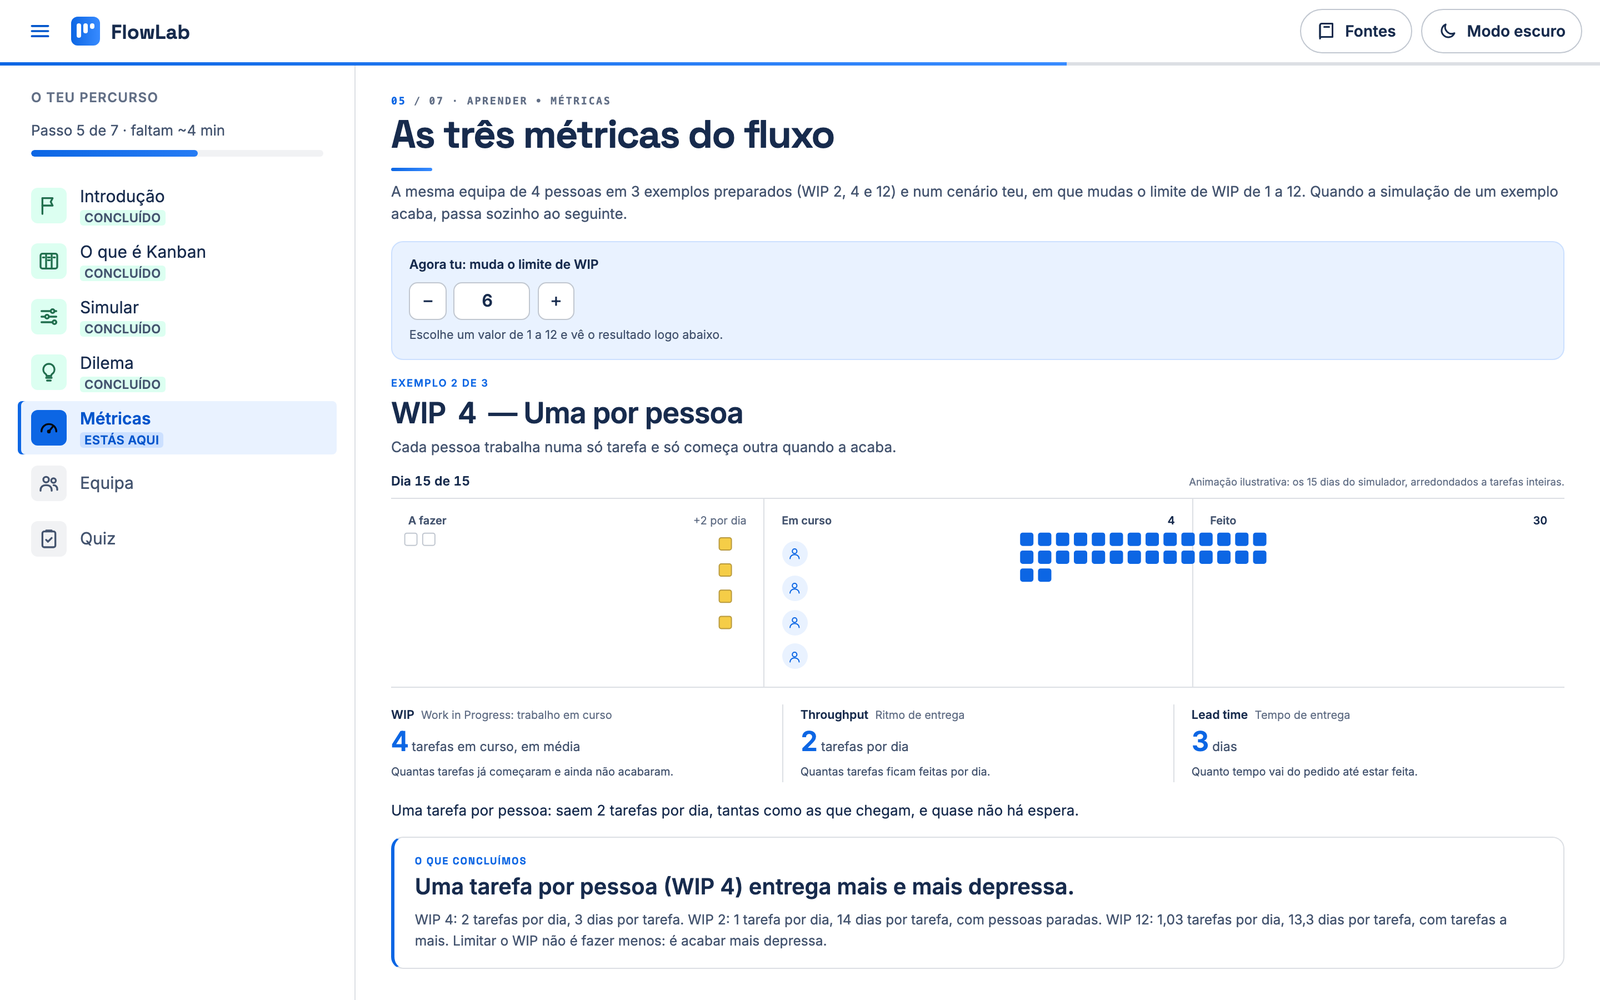 FlowLab
Fontes
Modo escuro
O TEU PERCURSO
Passo 5 de 7 · faltam ~4 min
Introdução
CONCLUÍDO
O que é Kanban
CONCLUÍDO
Simular
CONCLUÍDO
Dilema
CONCLUÍDO
Métricas
ESTÁS AQUI
Equipa
Quiz
05 / 07 · APRENDER • MÉTRICAS
As três métricas do fluxo
A mesma equipa de 4 pessoas em 3 exemplos preparados (WIP 2, 4 e 12) e num cenário teu, em que mudas o limite de WIP de 1 a 12. Quando a simulação de um exemplo
acaba, passa sozinho ao seguinte.
Agora tu: muda o limite de WIP
− 6 +
Escolhe um valor de 1 a 12 e vê o resultado logo abaixo.
EXEMPLO 2 DE 3
WIP 4 — Uma por pessoa
Cada pessoa trabalha numa só tarefa e só começa outra quando a acaba.
Dia 15 de 15
Animação ilustrativa: os 15 dias do simulador, arredondados a tarefas inteiras.
A fazer +2 por dia
Em curso 4
Feito 30
WIP Work in Progress: trabalho em curso
4 tarefas em curso, em média
Quantas tarefas já começaram e ainda não acabaram.
Throughput Ritmo de entrega
2 tarefas por dia
Quantas tarefas ficam feitas por dia.
Lead time Tempo de entrega
3 dias
Quanto tempo vai do pedido até estar feita.
Uma tarefa por pessoa: saem 2 tarefas por dia, tantas como as que chegam, e quase não há espera.
O QUE CONCLUÍMOS
Uma tarefa por pessoa (WIP 4) entrega mais e mais depressa.
WIP 4: 2 tarefas por dia, 3 dias por tarefa. WIP 2: 1 tarefa por dia, 14 dias por tarefa, com pessoas paradas. WIP 12: 1,03 tarefas por dia, 13,3 dias por tarefa, com tarefas a
mais. Limitar o WIP não é fazer menos: é acabar mais depressa.